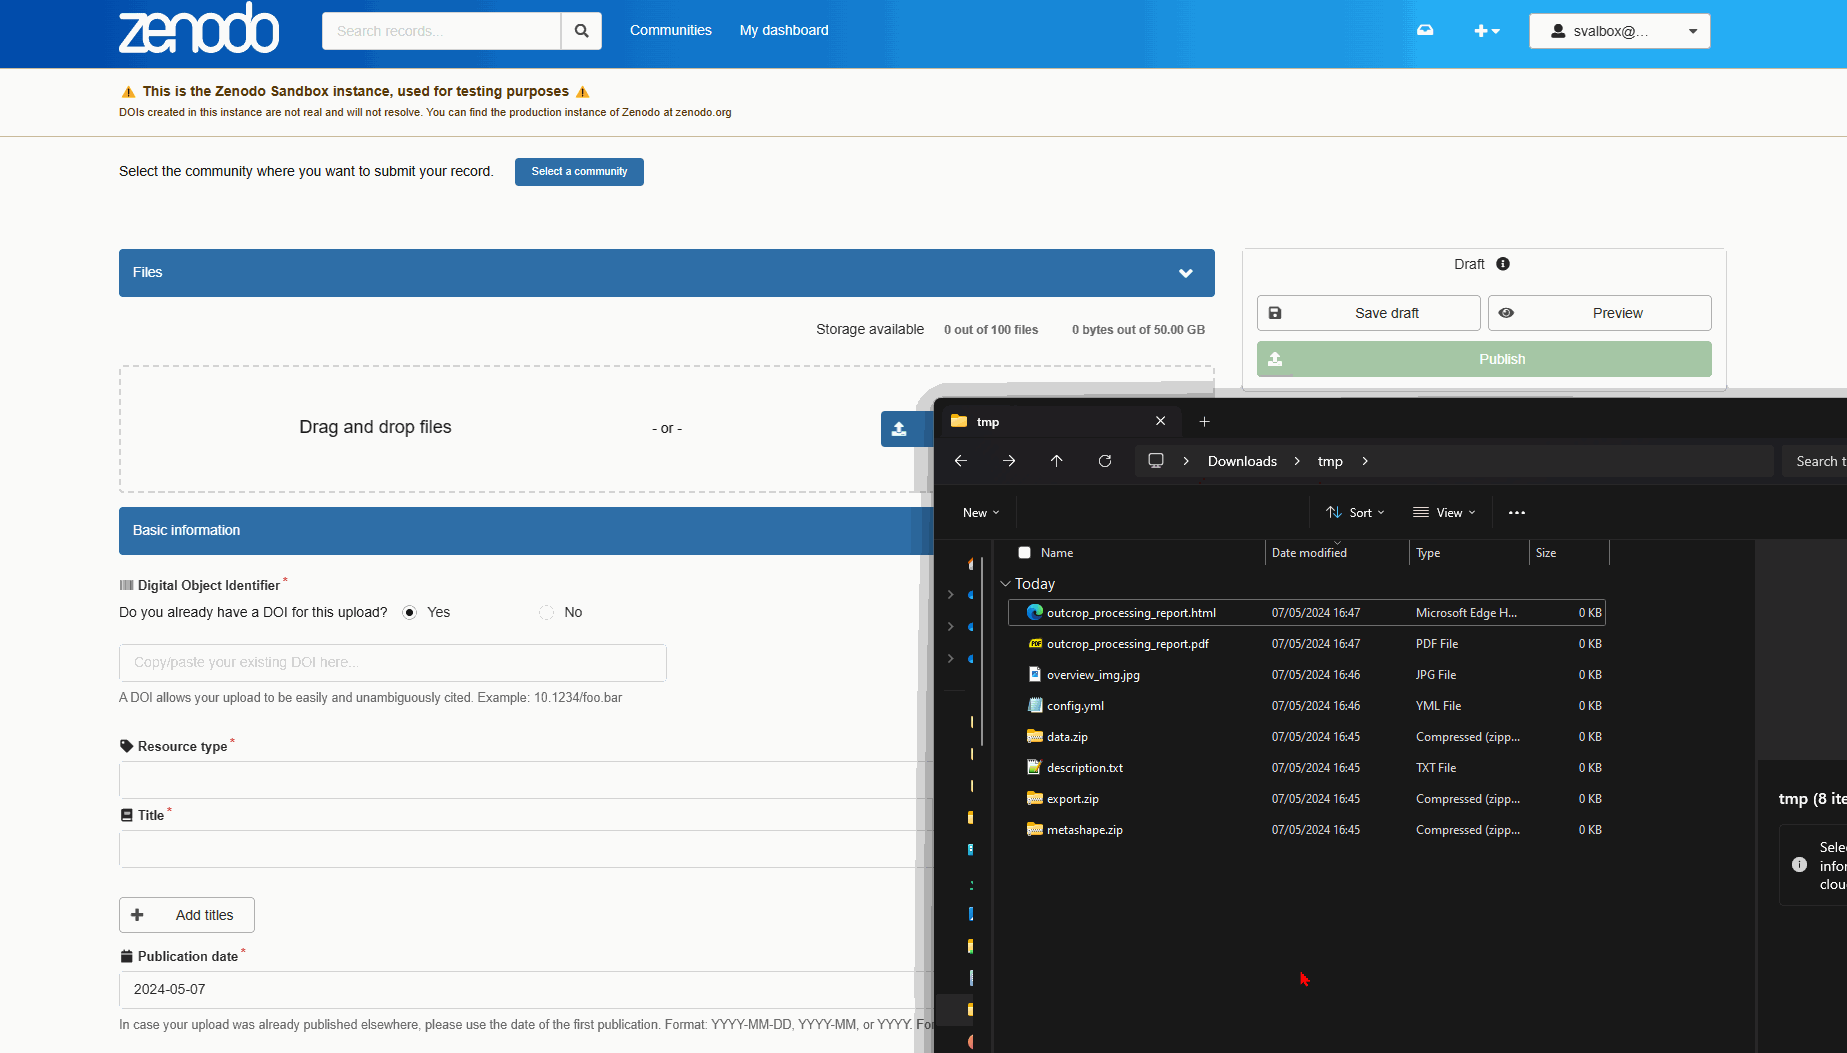 zenodo
Search records...
Communities
My dashboard
svalbox@...
This is the Zenodo Sandbox instance, used for testing purposes
DOIs created in this instance are not real and will not resolve. You can find the production instance of Zenodo at zenodo.org
Select the community where you want to submit your record.
Select a community
Files
Storage available 0 out of 100 files 0 bytes out of 50.00 GB
Drag and drop files
- or -
Draft
Save draft
Preview
Publish
Basic information
Digital Object Identifier*
Do you already have a DOI for this upload? Yes No
Copy/paste your existing DOI here...
A DOI allows your upload to be easily and unambiguously cited. Example: 10.1234/foo.bar
Resource type*
Title*
Add titles
Publication date*
2024-05-07
In case your upload was already published elsewhere, please use the date of the first publication. Format: YYYY-MM-DD, YYYY-MM, or YYYY. Fo
tmp
Downloads > tmp >
Search t
New
Sort
View
Name Date modified Type Size
Today
outcrop_processing_report.html 07/05/2024 16:47 Microsoft Edge H... 0 KB
outcrop_processing_report.pdf 07/05/2024 16:47 PDF File 0 KB
overview_img.jpg 07/05/2024 16:46 JPG File 0 KB
config.yml 07/05/2024 16:46 YML File 0 KB
data.zip 07/05/2024 16:45 Compressed (zipp... 0 KB
description.txt 07/05/2024 16:45 TXT File 0 KB
export.zip 07/05/2024 16:45 Compressed (zipp... 0 KB
metashape.zip 07/05/2024 16:45 Compressed (zipp... 0 KB
tmp (8 ite
Sele
infor
clou